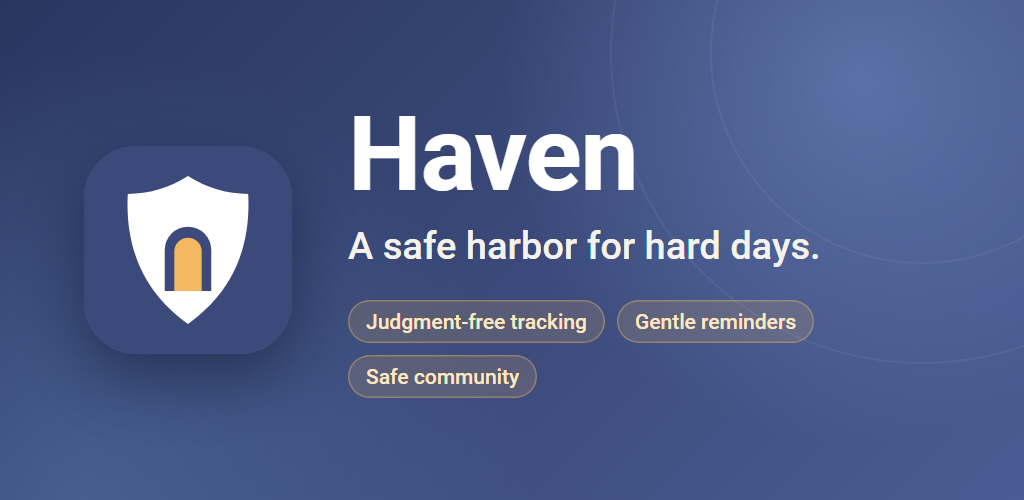 Haven
A safe harbor for hard days.
Judgment-free tracking
Gentle reminders
Safe community